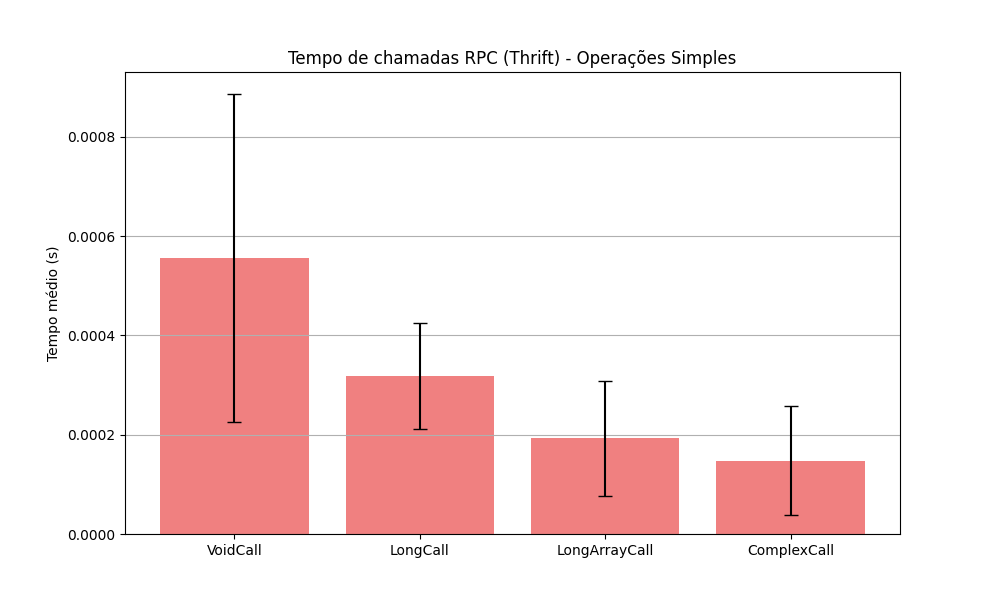 Tempo de chamadas RPC (Thrift) - Operações Simples
Tempo médio (s)
0.0008
0.0006
0.0004
0.0002
0.0000
VoidCall LongCall LongArrayCall ComplexCall